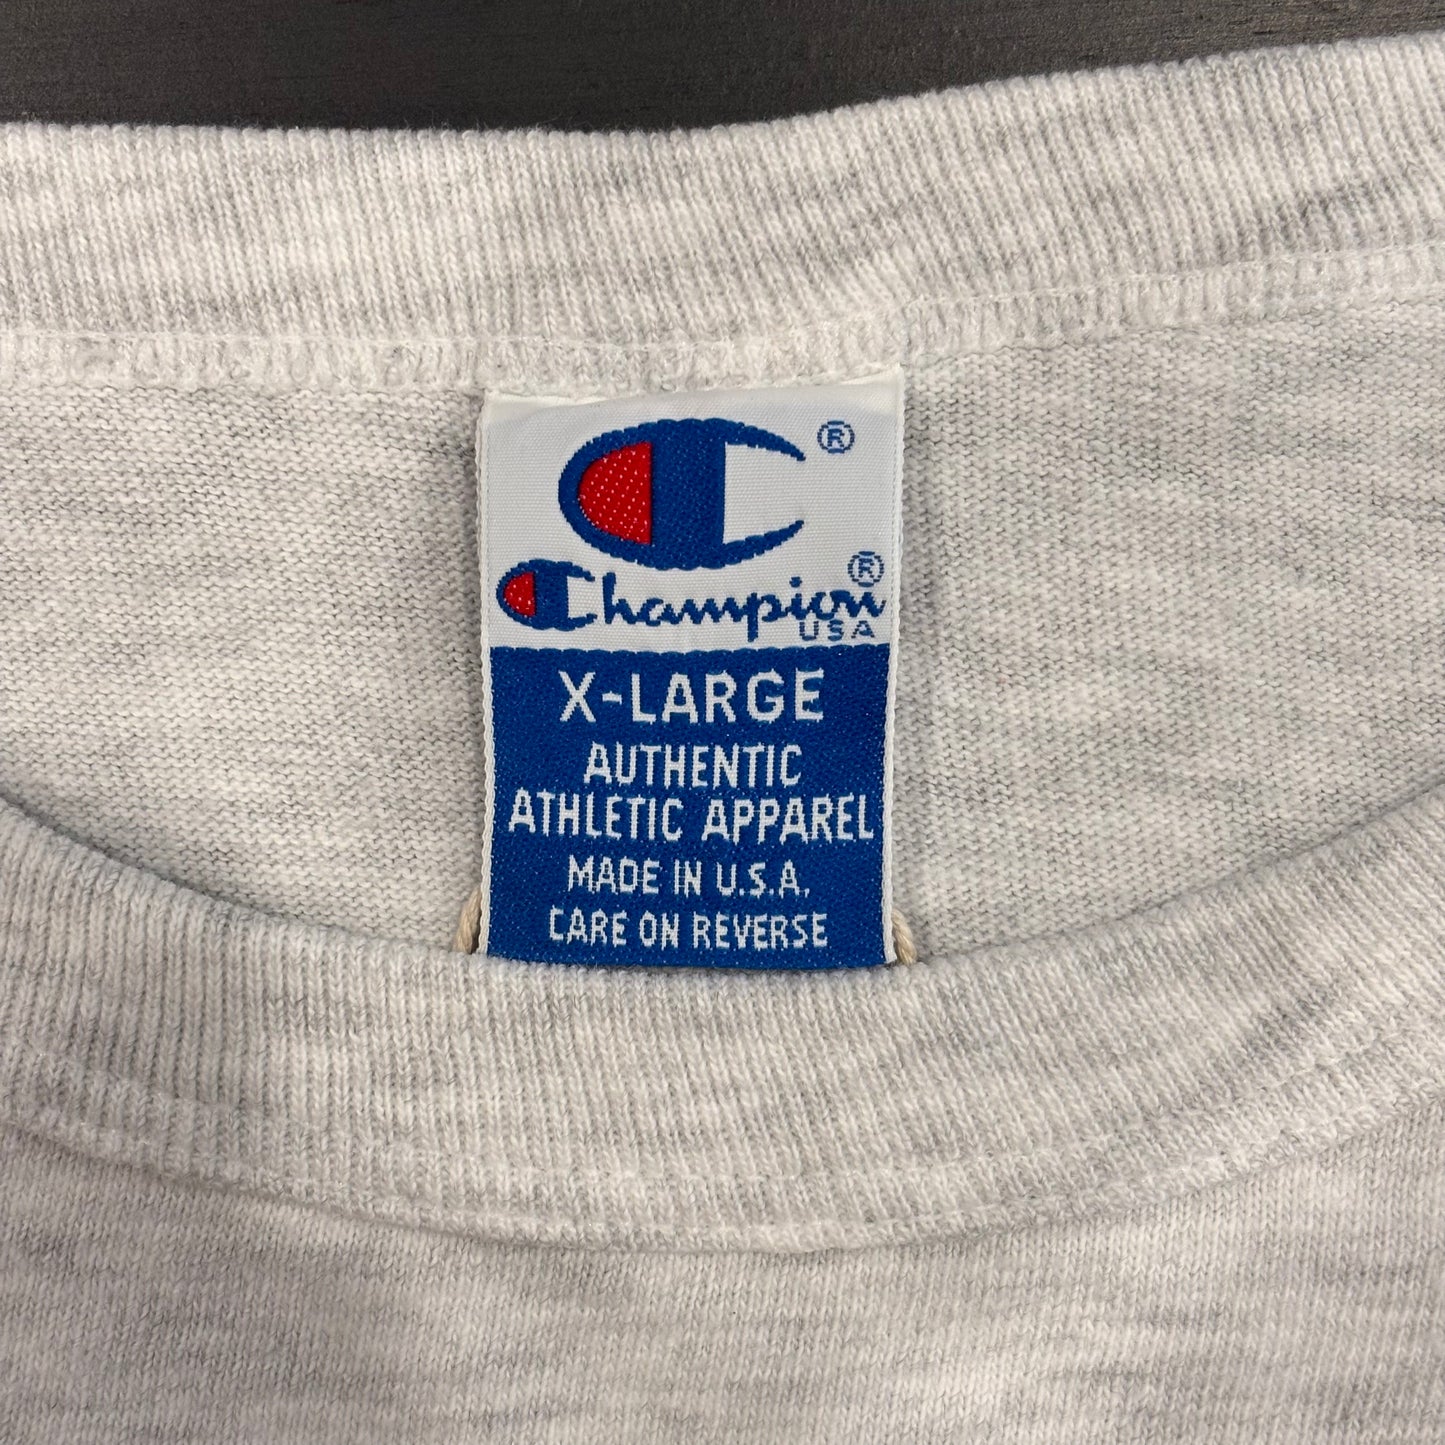 ®
Champion®
USA
X-LARGE
AUTHENTIC
ATHLETIC APPAREL
MADE IN U.S.A.
CARE ON REVERSE